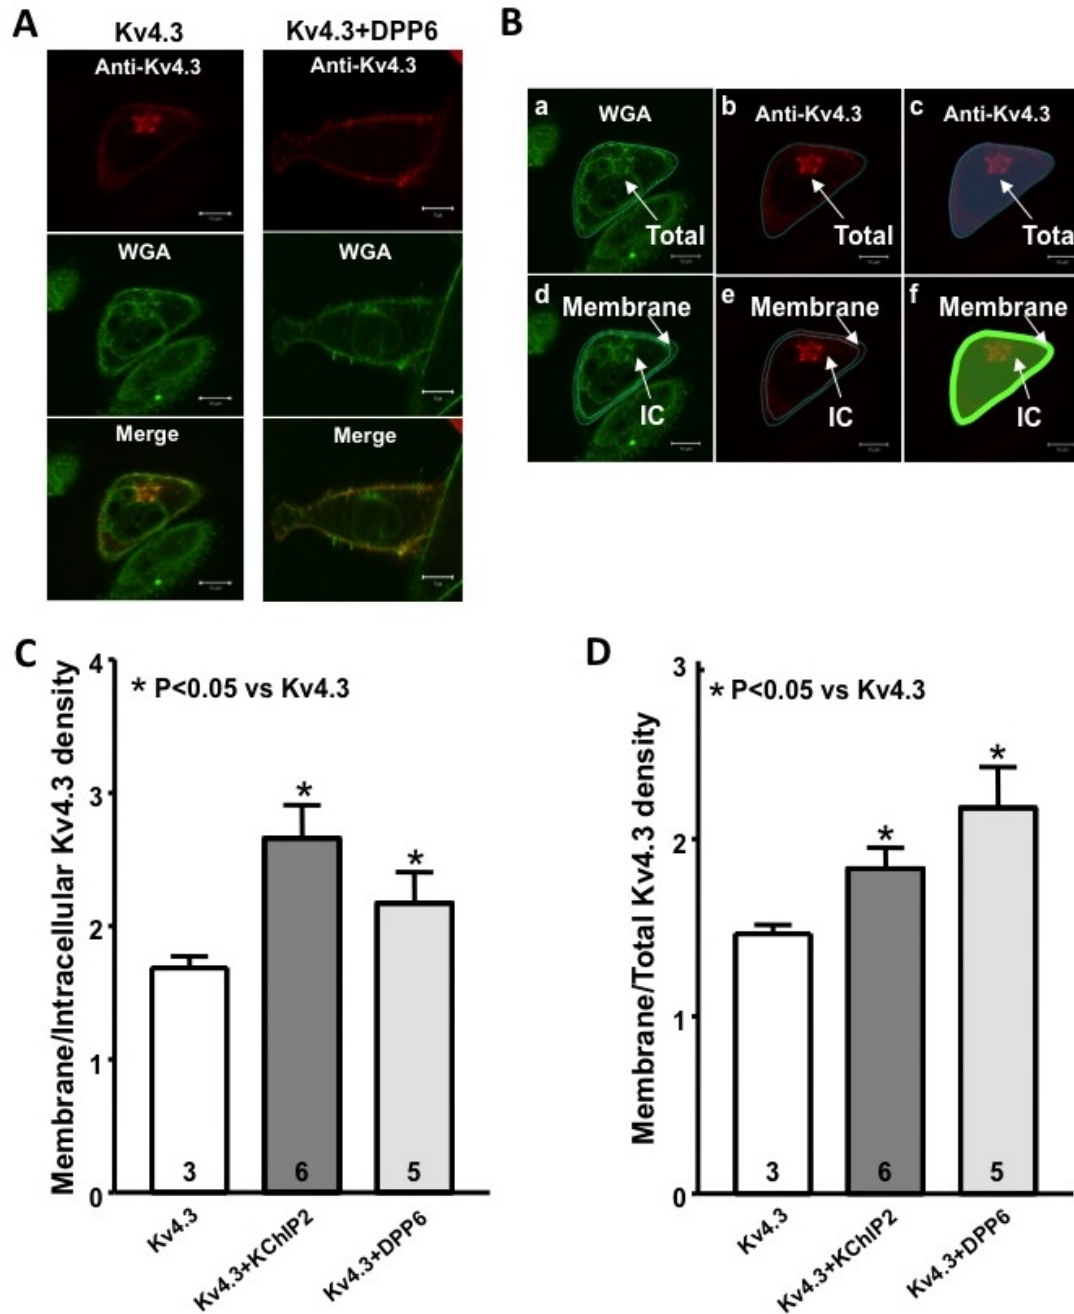 A
Kv4.3
Kv4.3+DPP6
Anti-Kv4.3
Anti-Kv4.3
WGA
WGA
Merge
Merge
B
a
WGA
Total
b
Anti-Kv4.3
Total
c
Anti-Kv4.3
Tota
d
Membrane
IC
e
Membrane
IC
f
Membrane
IC
C
Membrane/Intracellular Kv4.3 density
4
3
2
1
0
* P<0.05 vs Kv4.3
*
*
3
6
5
Kv4.3
Kv4.3+KChIP2
Kv4.3+DPP6
D
Membrane/Total Kv4.3 density
3
2
1
0
* P<0.05 vs Kv4.3
*
*
3
6
5
Kv4.3
Kv4.3+KChIP2
Kv4.3+DPP6